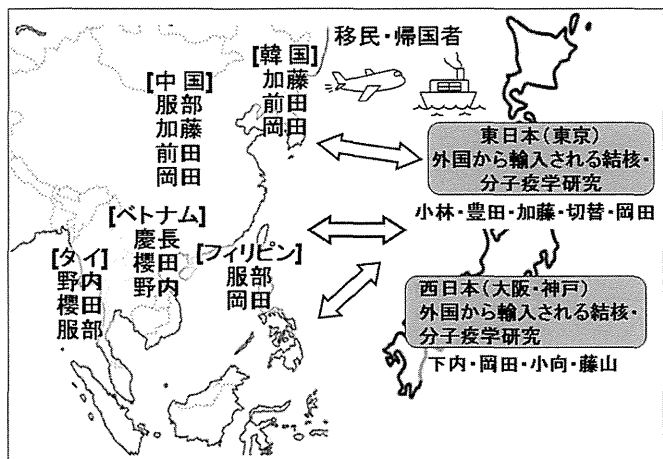 移民・帰国者
[韓 国]
加 藤
前 田
岡 田
[中 国]
服 部
加 藤
前 田
岡 田
[ベトナム]
慶 長
櫻 田
野 内
[タ イ]
野 内
櫻 田
服 部
[フィリピン]
服 部
岡 田
東日本(東京)
外国から輸入される結核・
分子疫学研究
小林・豊田・加藤・切替・岡田
西日本(大阪・神戸)
外国から輸入される結核・
分子疫学研究
下内・岡田・小向・藤山